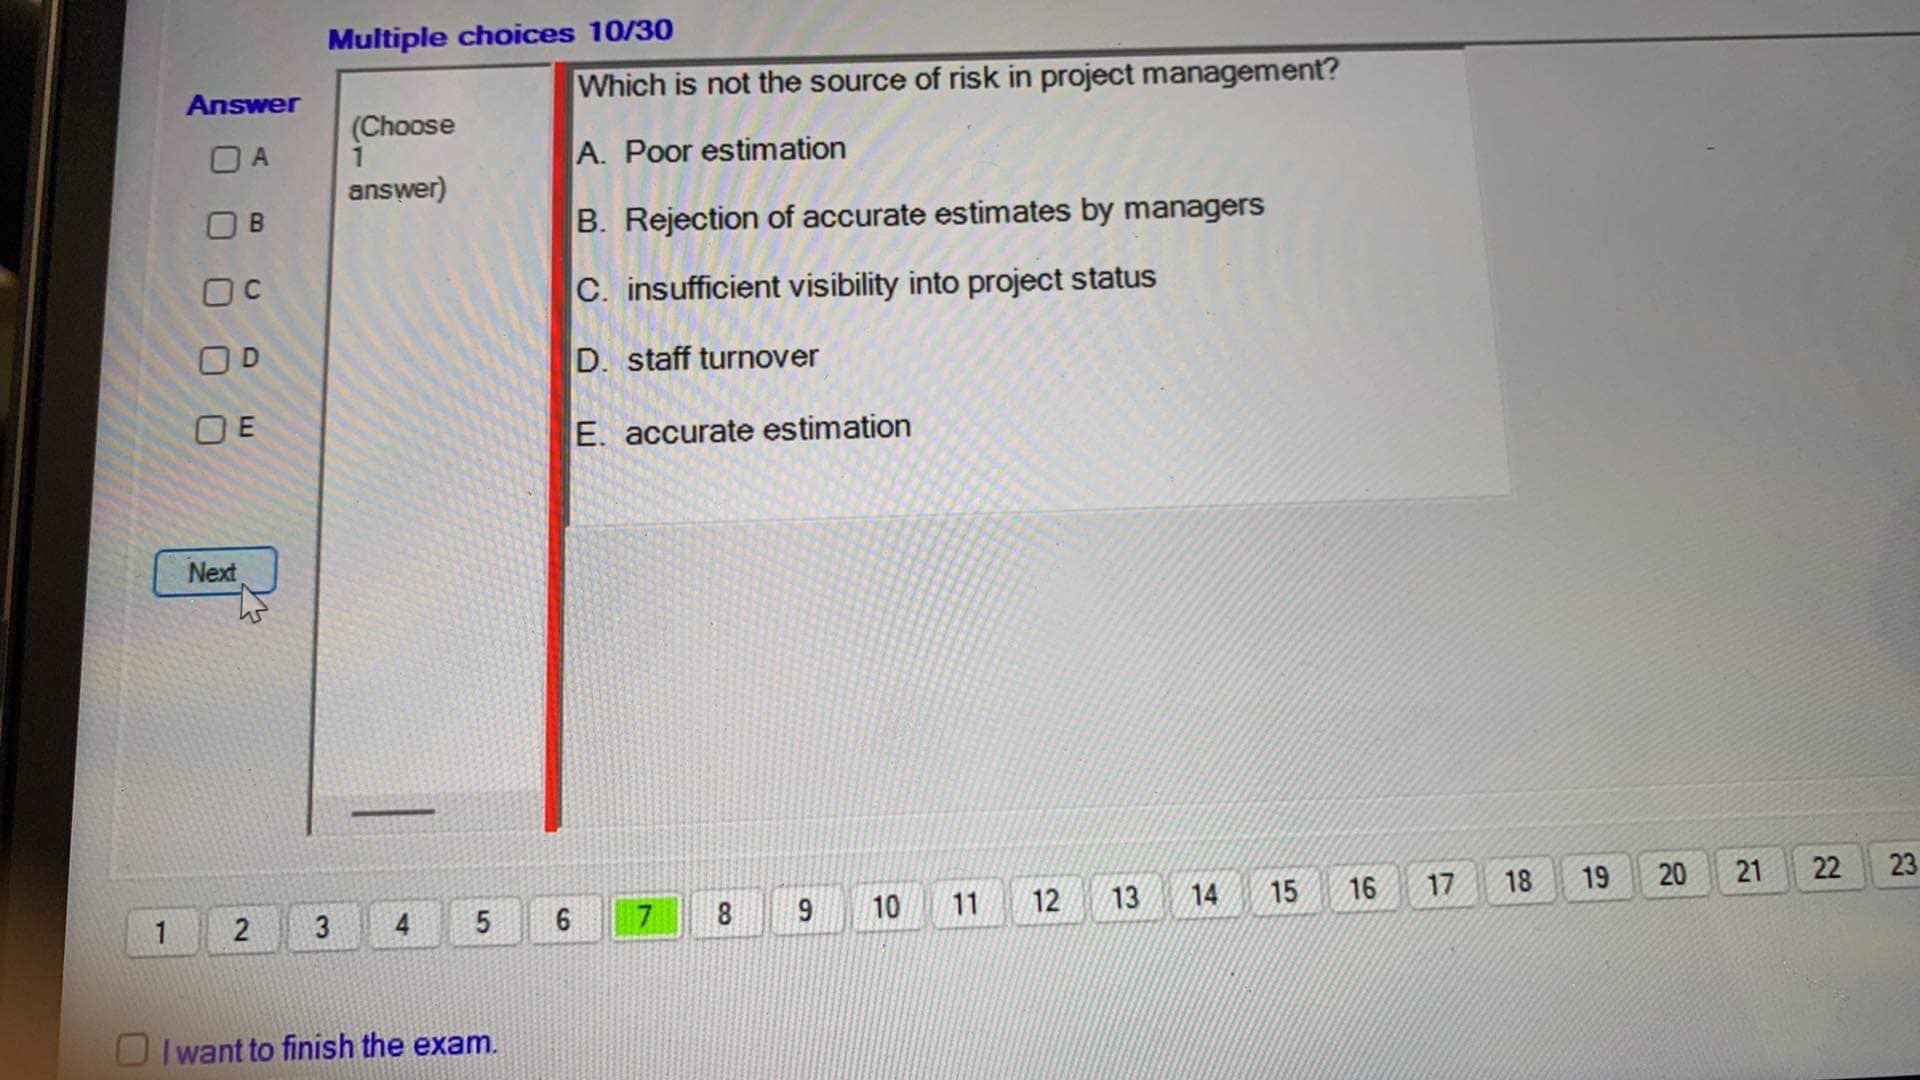 Multiple choices 10/30
Answer
A
B
C
D
E
(Choose
1
answer)
Which is not the source of risk in project management?
A. Poor estimation
B. Rejection of accurate estimates by managers
C. insufficient visibility into project status
D. staff turnover
E. accurate estimation
Next
1 2 3 4 5 6 7 8 9 10 11 12 13 14 15 16 17 18 19 20 21 22 23
I want to finish the exam.